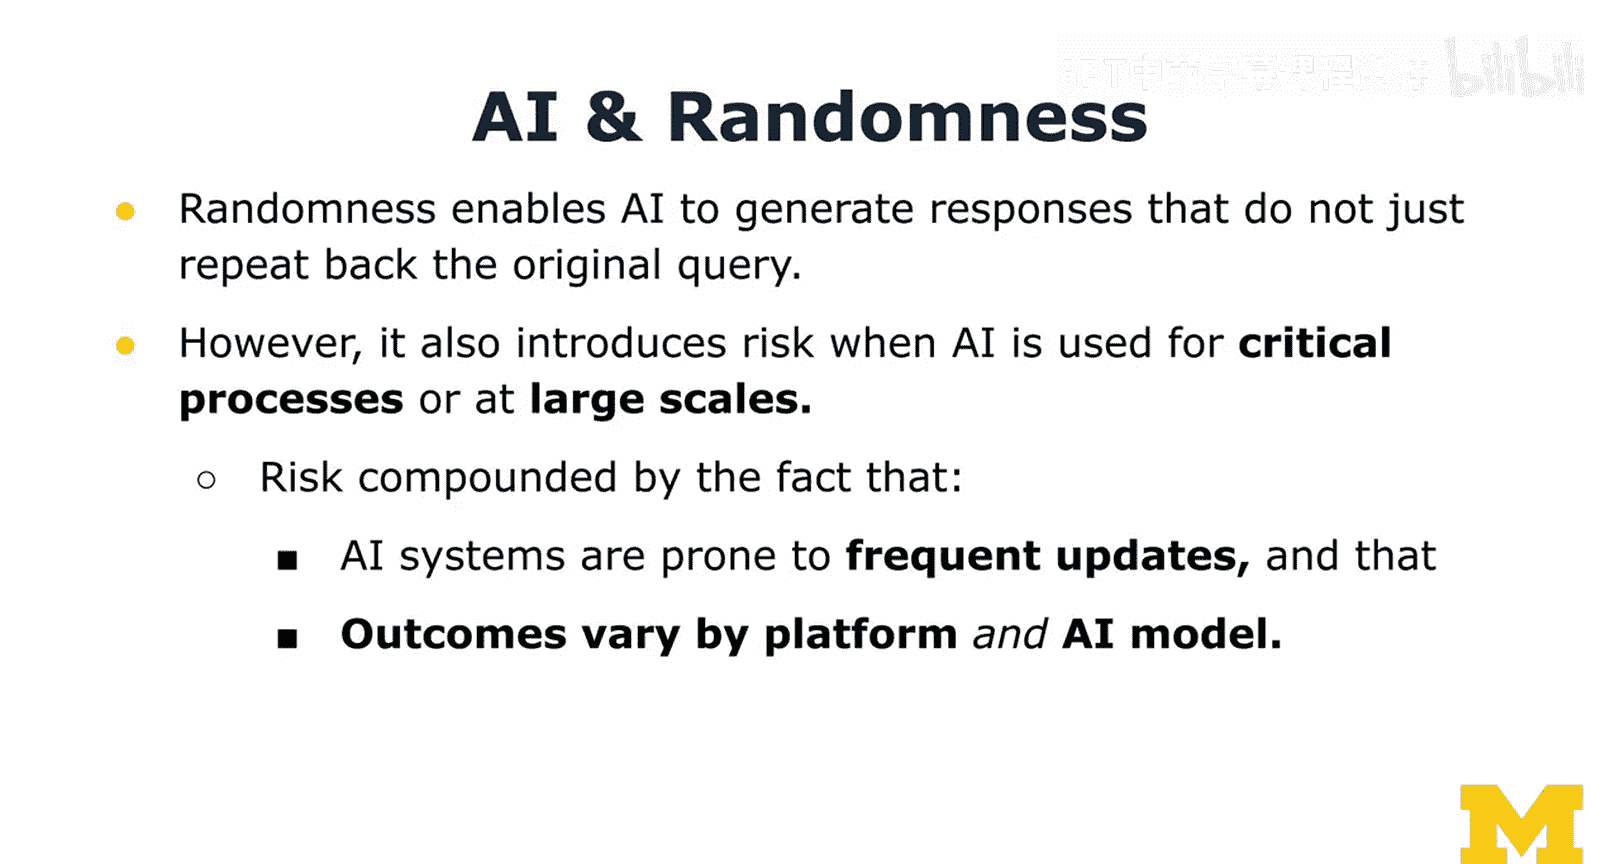 bilibili
AI & Randomness
● Randomness enables AI to generate responses that do not just
repeat back the original query.
● However, it also introduces risk when AI is used for critical
processes or at large scales.
○ Risk compounded by the fact that:
■ AI systems are prone to frequent updates, and that
■ Outcomes vary by platform and AI model.
M